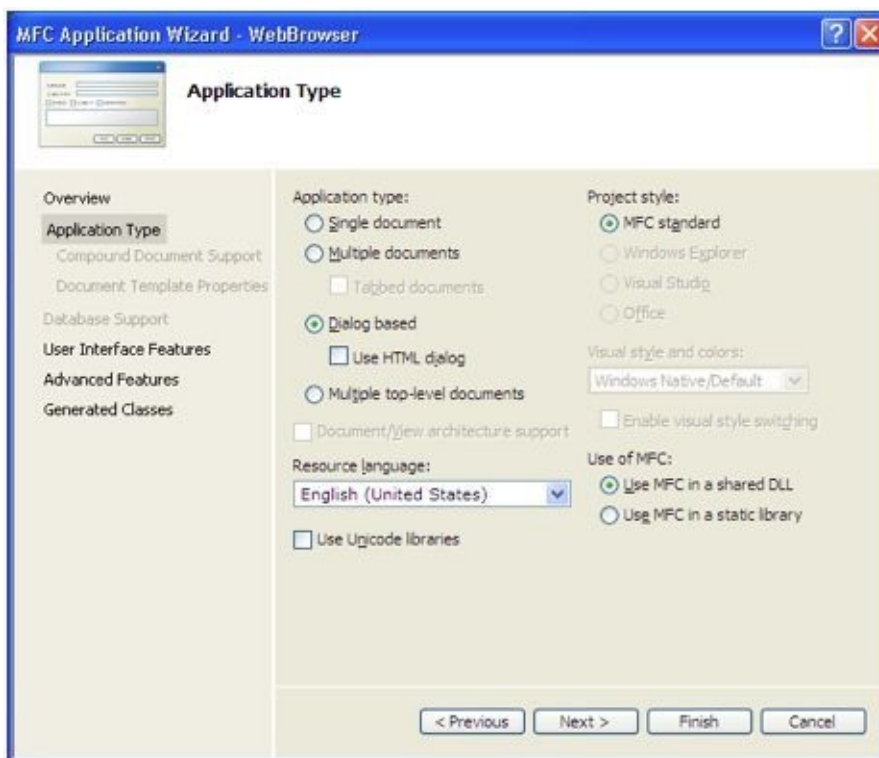 MFC Application Wizard - WebBrowser
Application Type
Overview
Application Type
Compound Document Support
Document Template Properties
Database Support
User Interface Features
Advanced Features
Generated Classes
Application type:
Single document
Multiple documents
Tabbed documents
Dialog based
Use HTML dialog
Multiple top-level documents
Document/View architecture support
Resource language:
English (United States)
Use Unicode libraries
Project style:
MFC standard
Windows Explorer
Visual Studio
Office
Visual style and colors:
Windows Native/Default
Enable visual style switching
Use of MFC:
Use MFC in a shared DLL
Use MFC in a static library
< Previous
Next >
Finish
Cancel